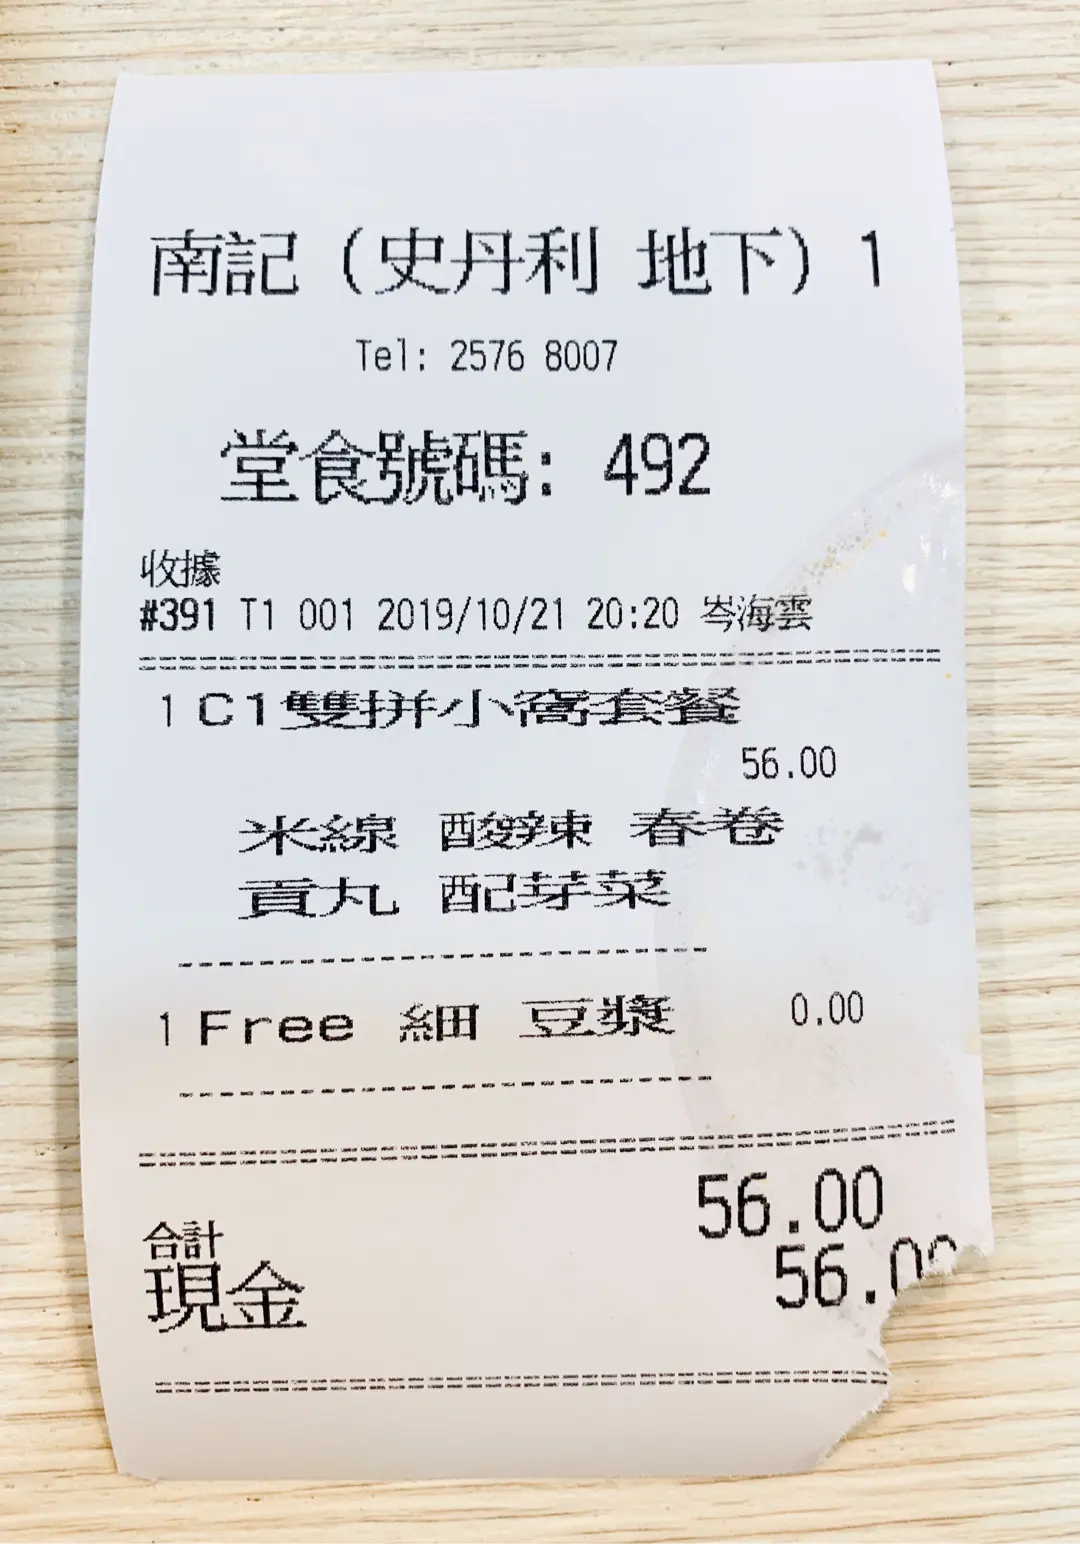 南記（史丹利 地下）1
Tel: 2576 8007
堂食號碼: 492
收據
#391 T1 001 2019/10/21 20:20 岑海雲
1 C1雙拼小窩套餐
56.00
米線 酸辣 春卷
貢丸 配芽菜
1 Free 細 豆漿 0.00
合計 56.00
現金 56.00